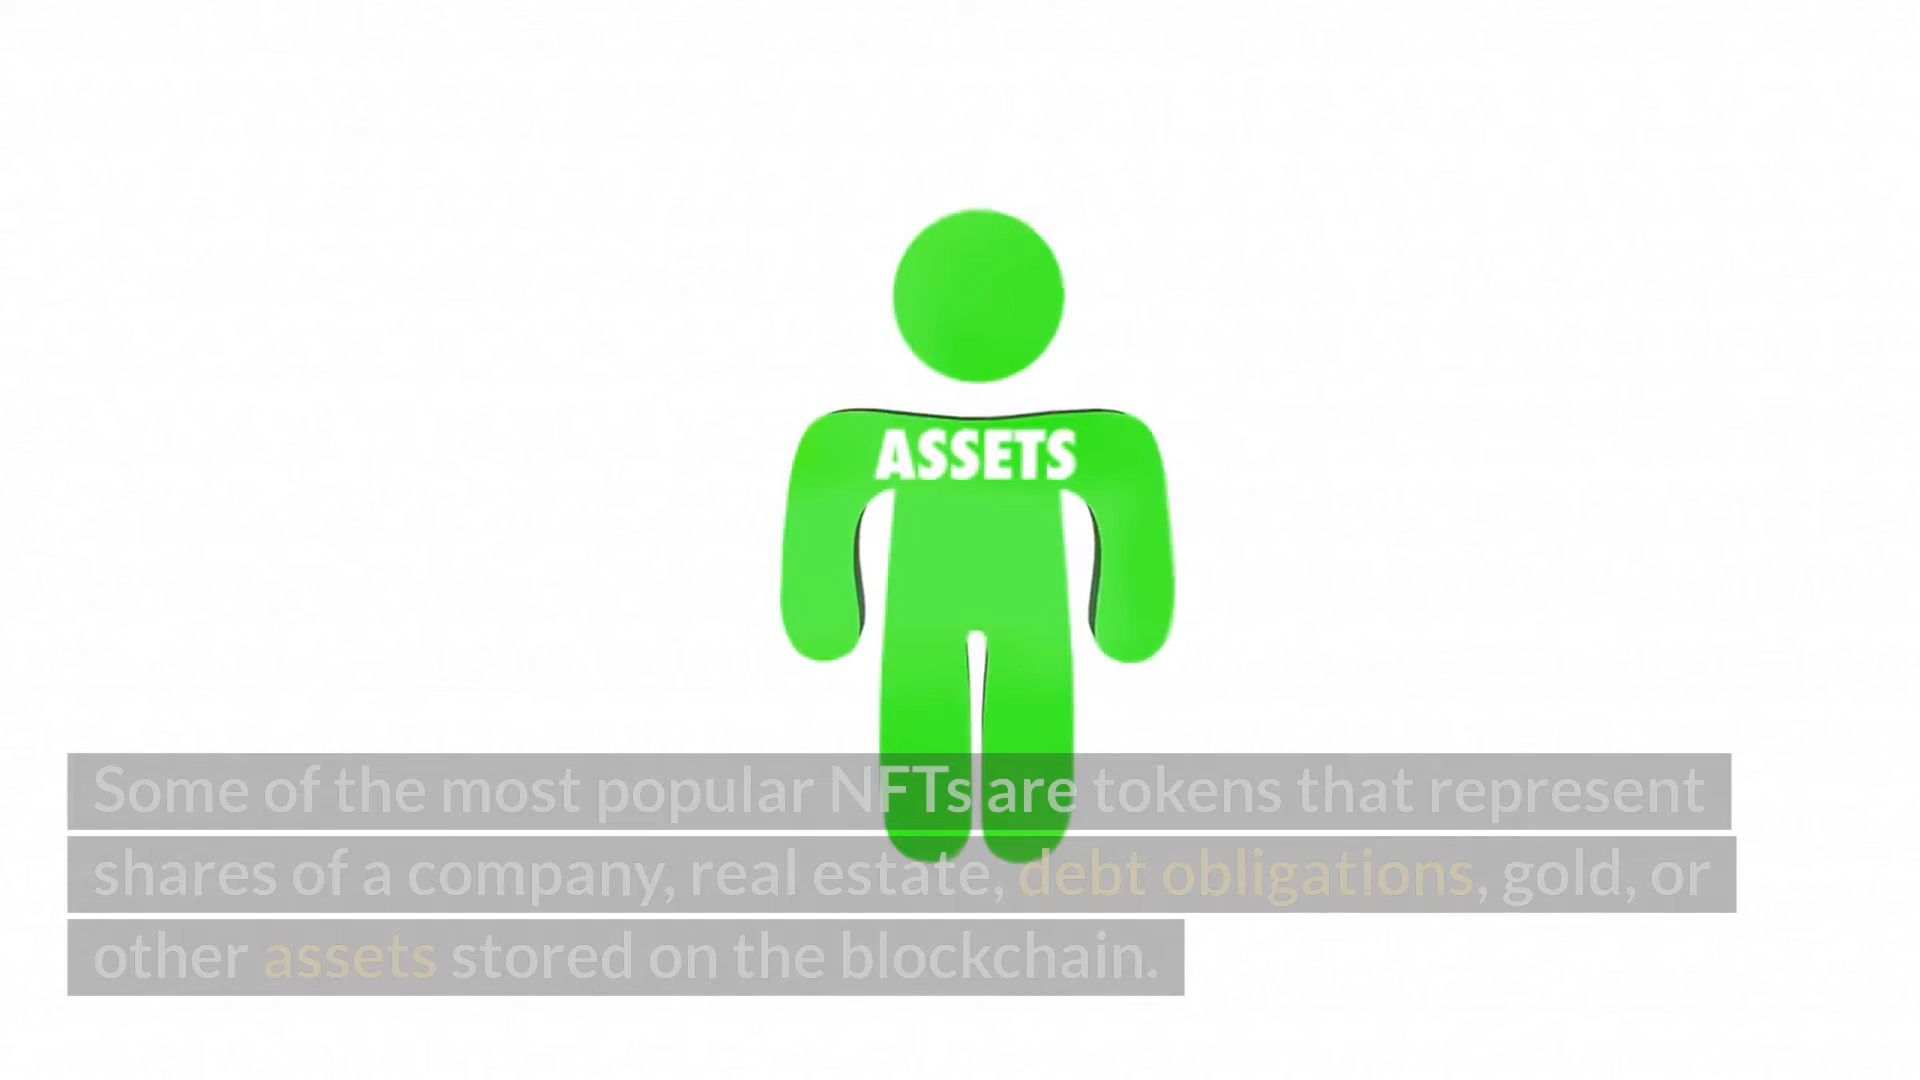 ASSETS
Some of the most popular NFTs are tokens that represent
shares of a company, real estate, debt obligations, gold, or
other assets stored on the blockchain.